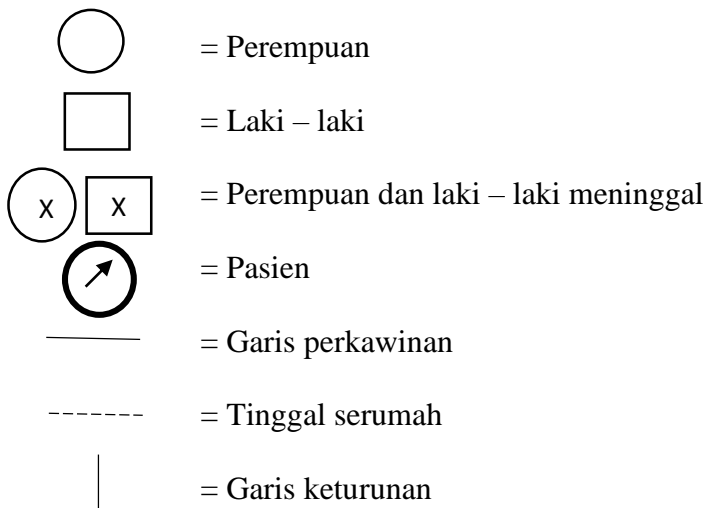 = Perempuan
= Laki – laki
X X = Perempuan dan laki – laki meninggal
= Pasien
= Garis perkawinan
= Tinggal serumah
= Garis keturunan